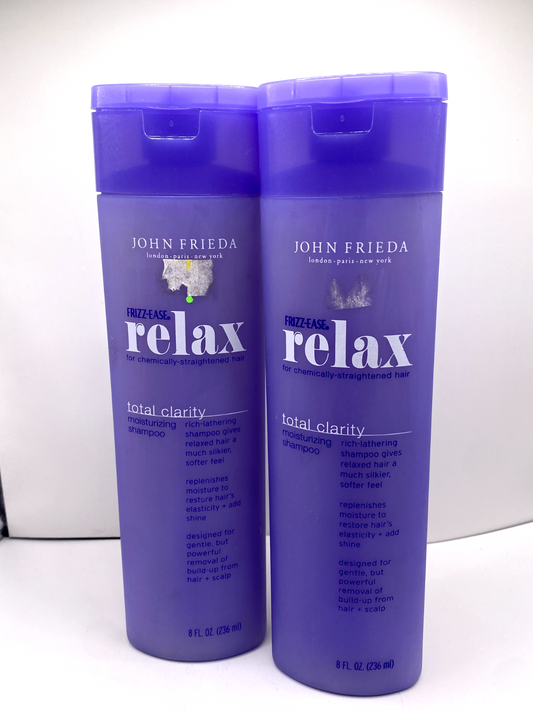 JOHN FRIEDA
london - paris - new york
FRIZZ-EASE®
relax
for chemically-straightened hair
total clarity
moisturizing
shampoo
rich-lathering
shampoo gives
relaxed hair a
much silkier,
softer feel
replenishes
moisture to
restore hair's
elasticity + add
shine
designed for
gentle, but
powerful
removal of
build-up from
hair + scalp
8 FL. OZ. (236 ml)
JOHN FRIEDA
london - paris - new york
FRIZZ-EASE®
relax
for chemically-straightened hair
total clarity
moisturizing
shampoo
rich-lathering
shampoo gives
relaxed hair a
much silkier,
softer feel
replenishes
moisture to
restore hair's
elasticity + add
shine
designed for
gentle, but
powerful
removal of
build-up from
hair + scalp
8 FL. OZ. (236 ml)